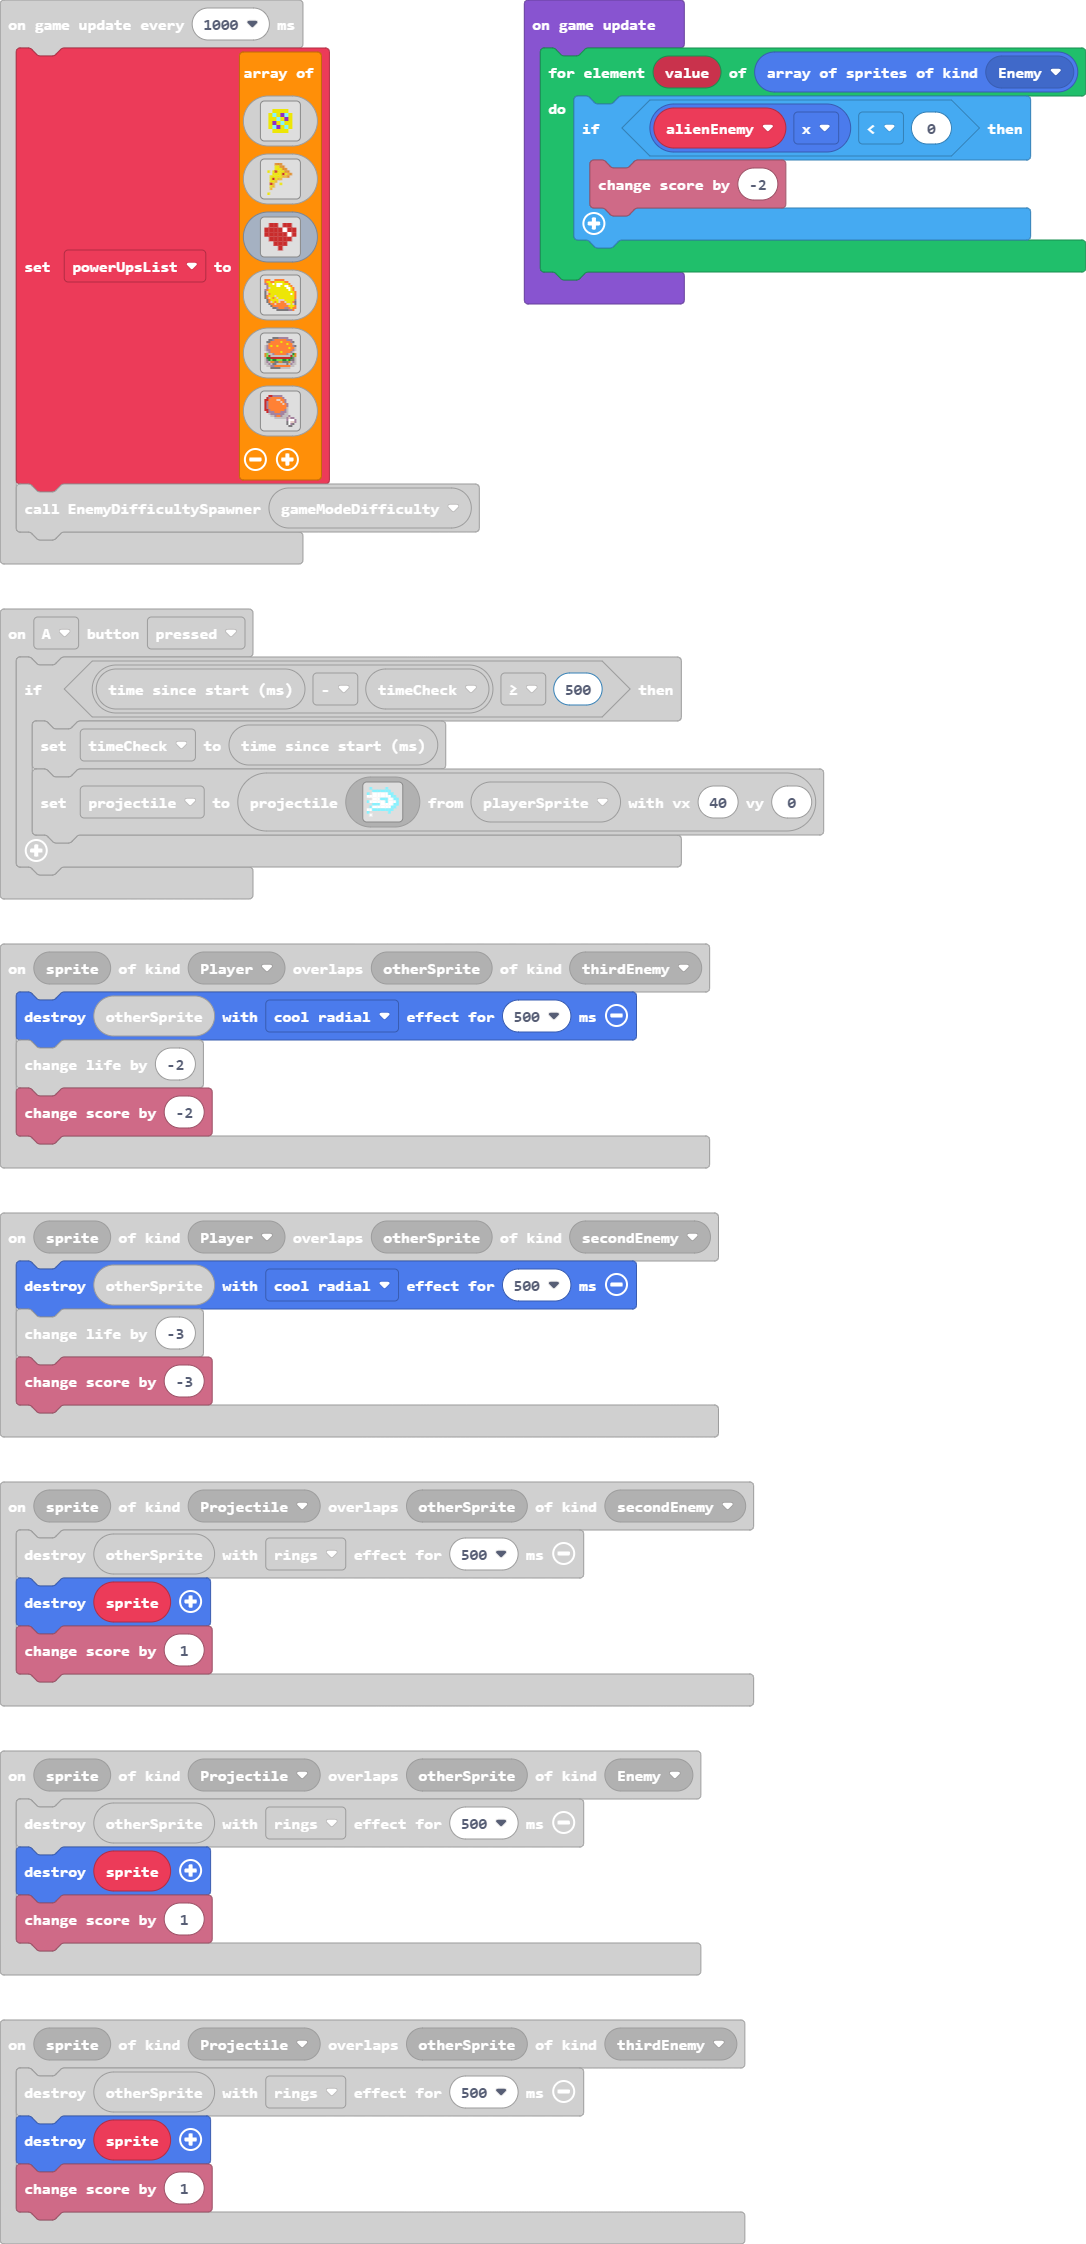 on game update every 1000 ms
array of
set powerUpsList to
call EnemyDifficultySpawner gameModeDifficulty
on game update
for element value of array of sprites of kind Enemy
do
if alienEnemy x < 0 then
change score by -2
on A button pressed
if time since start (ms) - timeCheck ≥ 500 then
set timeCheck to time since start (ms)
set projectile to projectile from playerSprite with vx 40 vy 0
on sprite of kind Player overlaps otherSprite of kind thirdEnemy
destroy otherSprite with cool radial effect for 500 ms
change life by -2
change score by -2
on sprite of kind Player overlaps otherSprite of kind secondEnemy
destroy otherSprite with cool radial effect for 500 ms
change life by -3
change score by -3
on sprite of kind Projectile overlaps otherSprite of kind secondEnemy
destroy otherSprite with rings effect for 500 ms
destroy sprite
change score by 1
on sprite of kind Projectile overlaps otherSprite of kind Enemy
destroy otherSprite with rings effect for 500 ms
destroy sprite
change score by 1
on sprite of kind Projectile overlaps otherSprite of kind thirdEnemy
destroy otherSprite with rings effect for 500 ms
destroy sprite
change score by 1